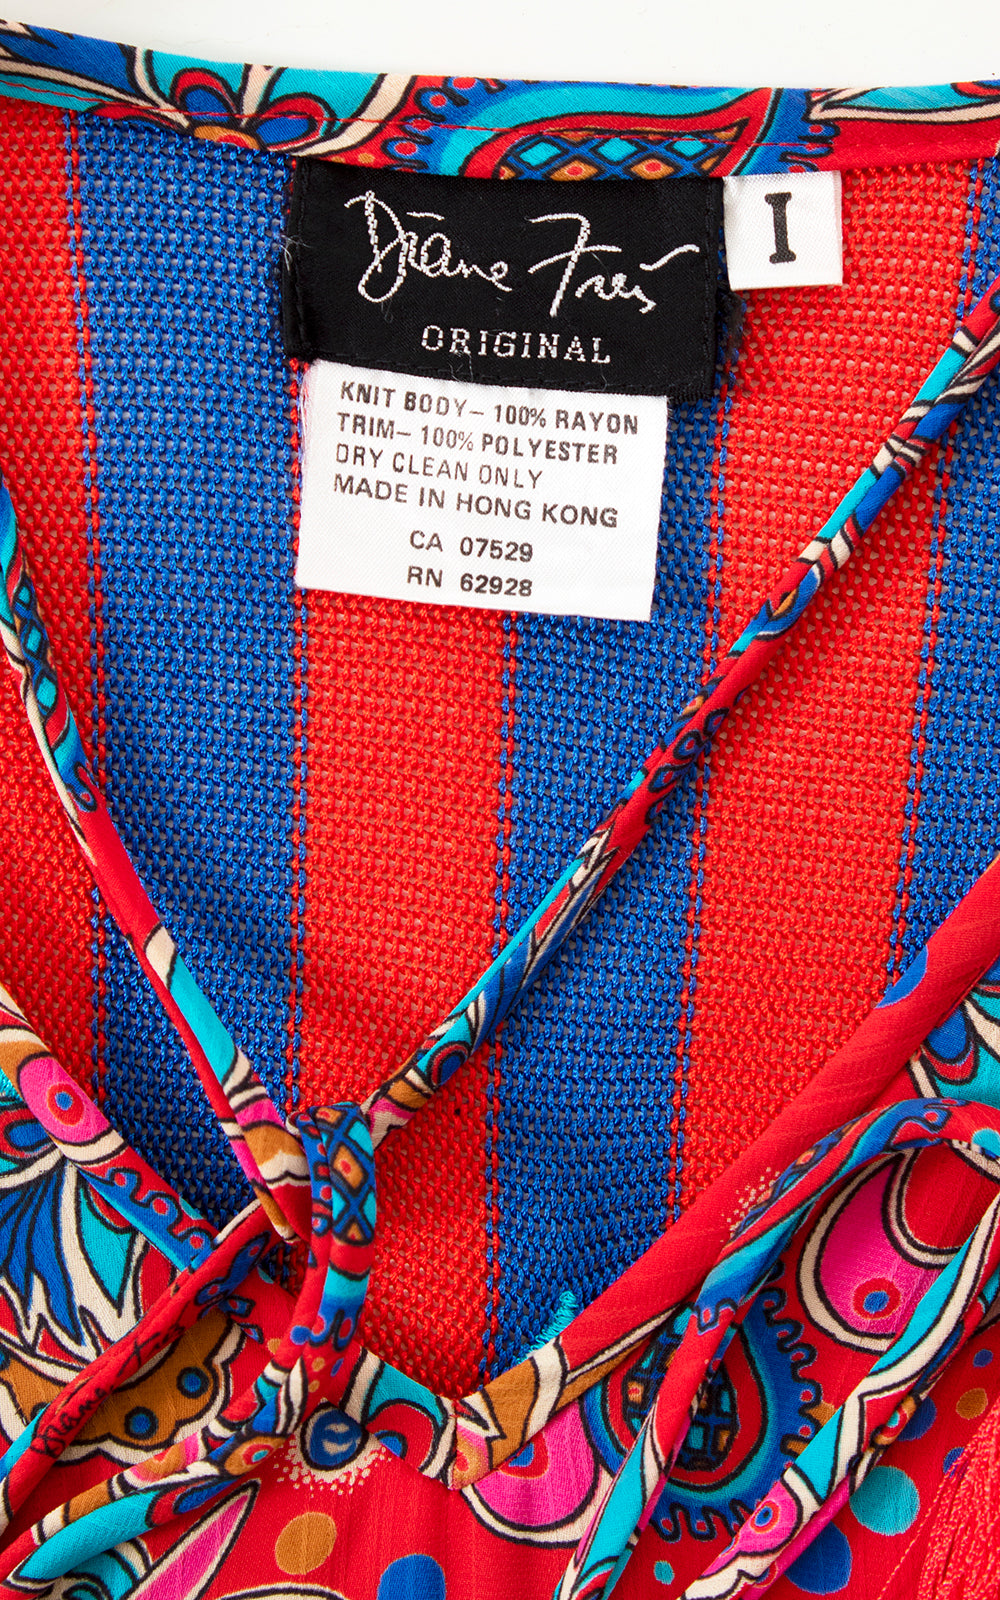 Diane Freis
I
ORIGINAL
KNIT BODY– 100% RAYON
TRIM– 100% POLYESTER
DRY CLEAN ONLY
MADE IN HONG KONG
CA 07529
RN 62928
Diane